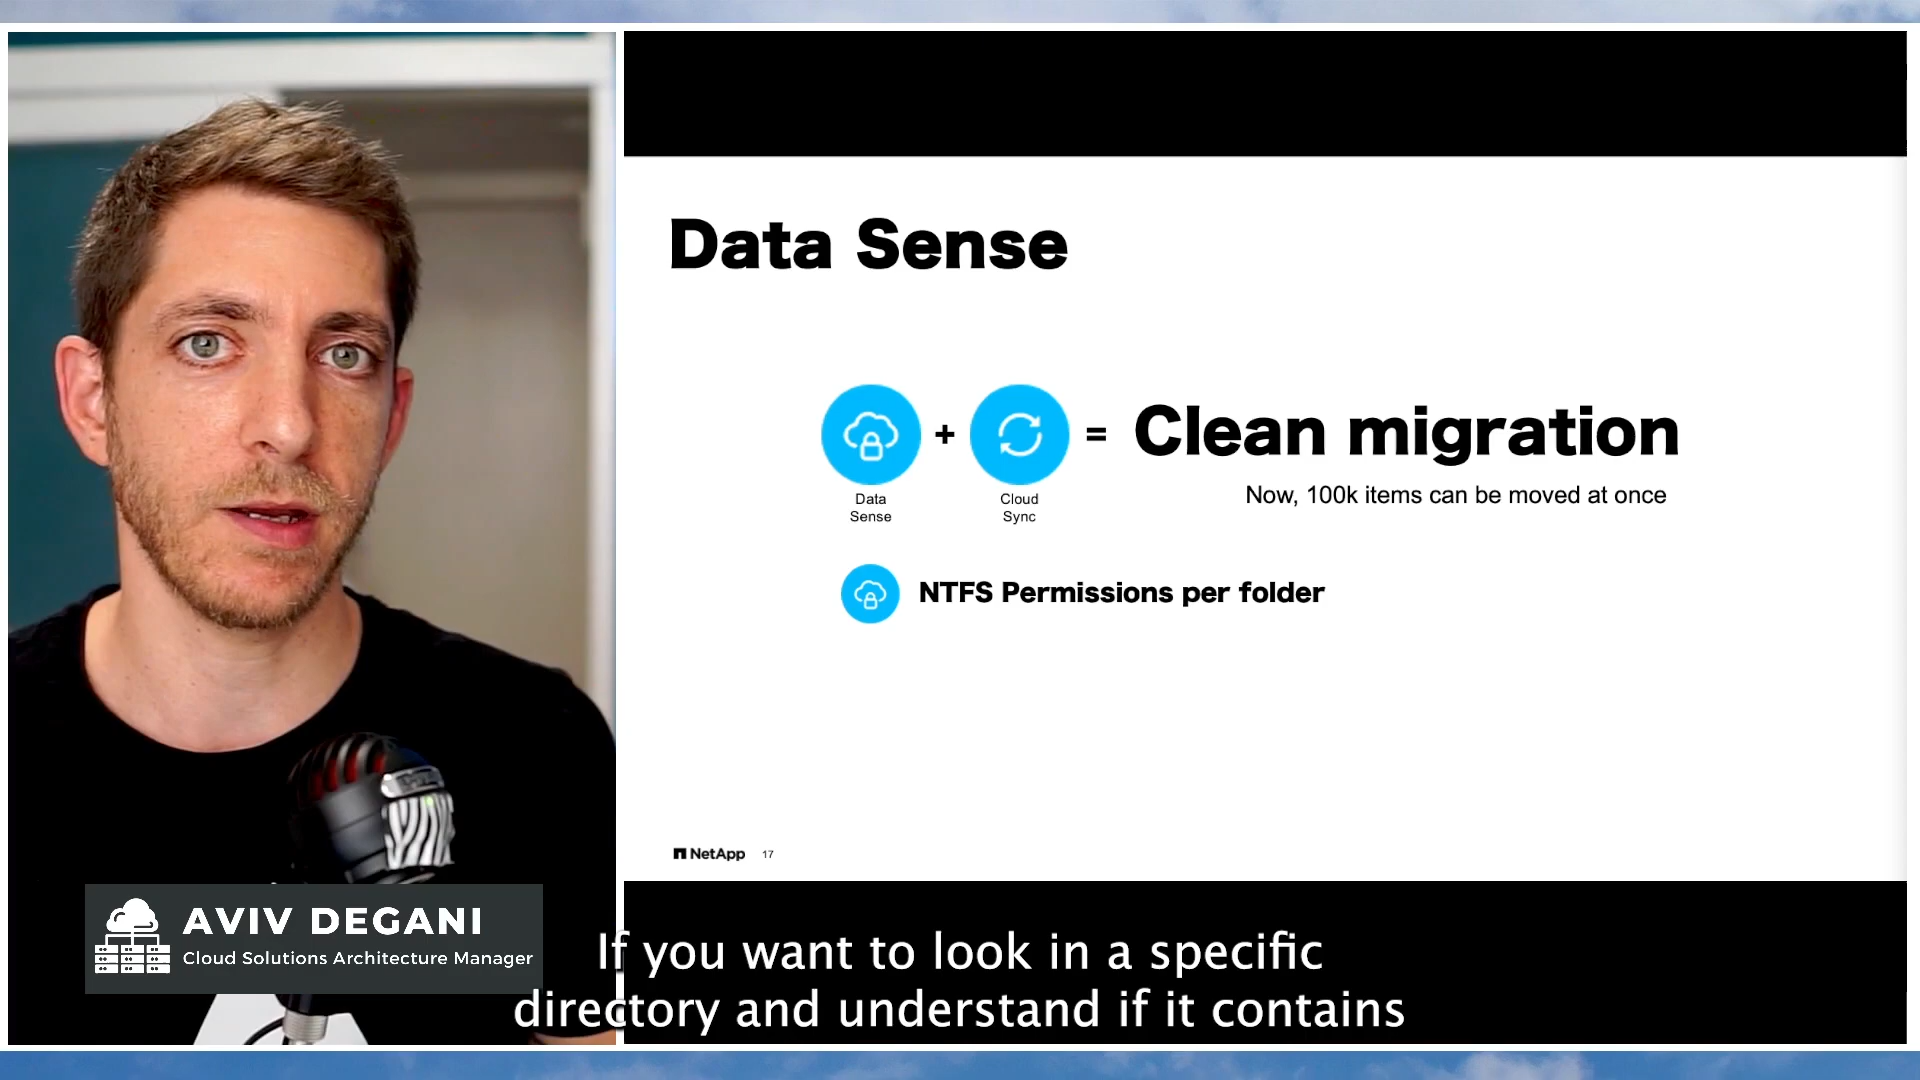 Data Sense
+
=
Clean migration
Now, 100k items can be moved at once
Data
Sense
Cloud
Sync
NTFS Permissions per folder
NetApp 17
AVIV DEGANI
Cloud Solutions Architecture Manager
If you want to look in a specific
directory and understand if it contains